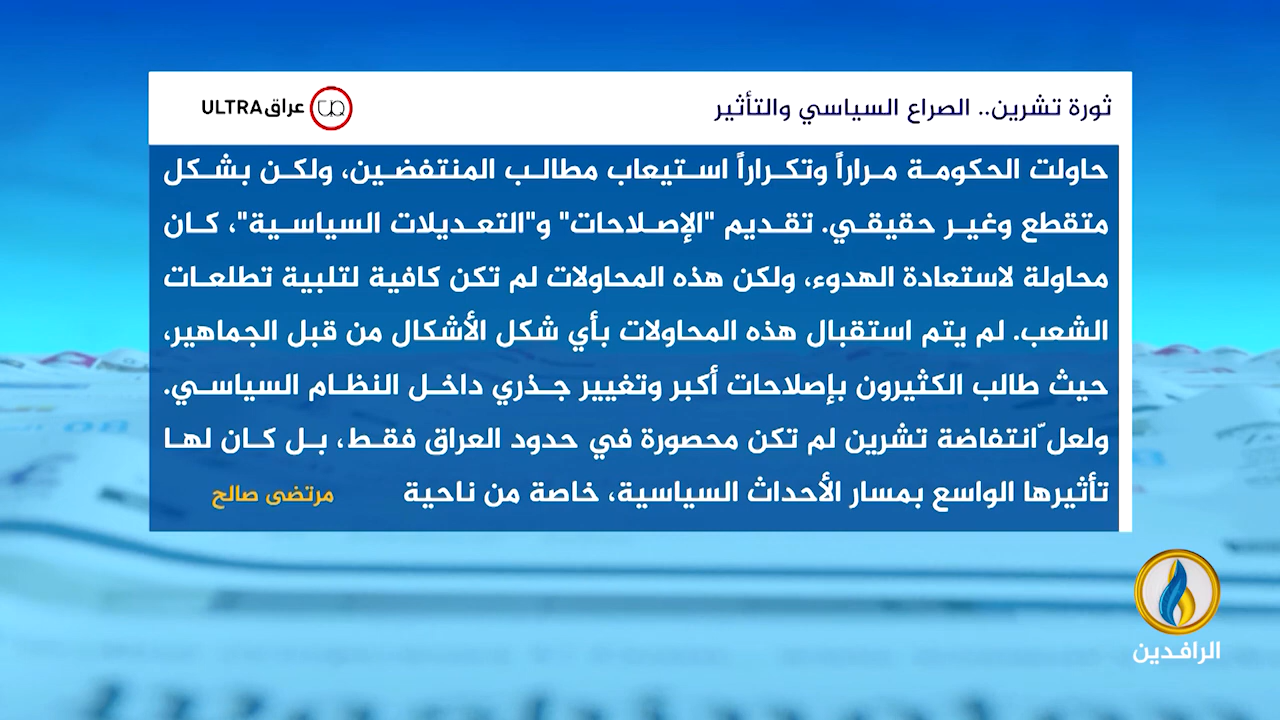 ثورة تشرين.. الصراع السياسي والتأثير
ULTRA عراق
حاولت الحكومة مراراً وتكراراً استيعاب مطالب المنتفضين، ولكن بشكل
متقطع وغير حقيقي. تقديم "الإصلاحات" و"التعديلات السياسية"، كان
محاولة لاستعادة الهدوء، ولكن هذه المحاولات لم تكن كافية لتلبية تطلعات
الشعب. لم يتم استقبال هذه المحاولات بأي شكل الأشكال من قبل الجماهير،
حيث طالب الكثيرون بإصلاحات أكبر وتغيير جذري داخل النظام السياسي.
ولعل ّانتفاضة تشرين لم تكن محصورة في حدود العراق فقط، بل كان لها
تأثيرها الواسع بمسار الأحداث السياسية، خاصة من ناحية
مرتضى صالح
الرافدين